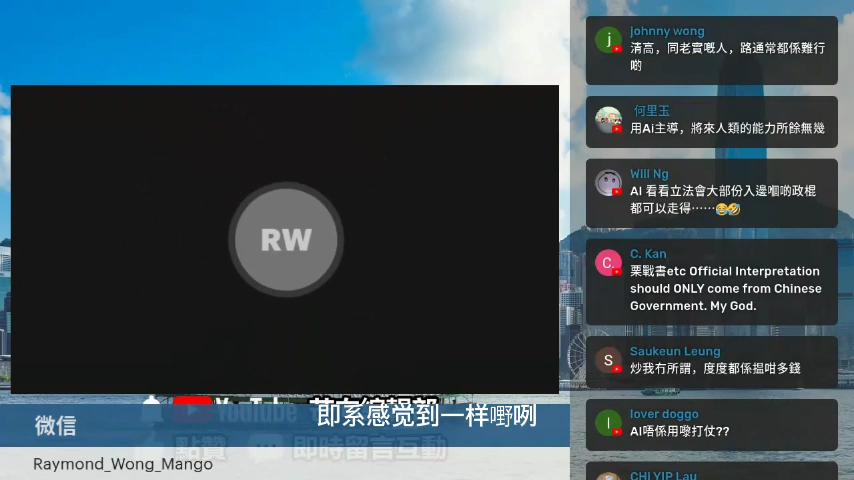 RW
YouTube
即系感觉到一样嘢咧
微信
點贊 即時留言互動
Raymond_Wong_Mango
johnny wong
清高，同老實嘅人，路通常都係難行
啲
何里玉
用Ai主導，將來人類的能力所餘無幾
Will Ng
AI 看看立法會大部份入邊嗰啲政棍
都可以走得⋯⋯😂🤣
C. Kan
栗戰書etc Official Interpretation
should ONLY come from Chinese
Government. My God.
Saukeun Leung
炒我冇所謂，度度都係揾咁多錢
lover doggo
AI唔係用嚟打仗??
CHI YIP Lau